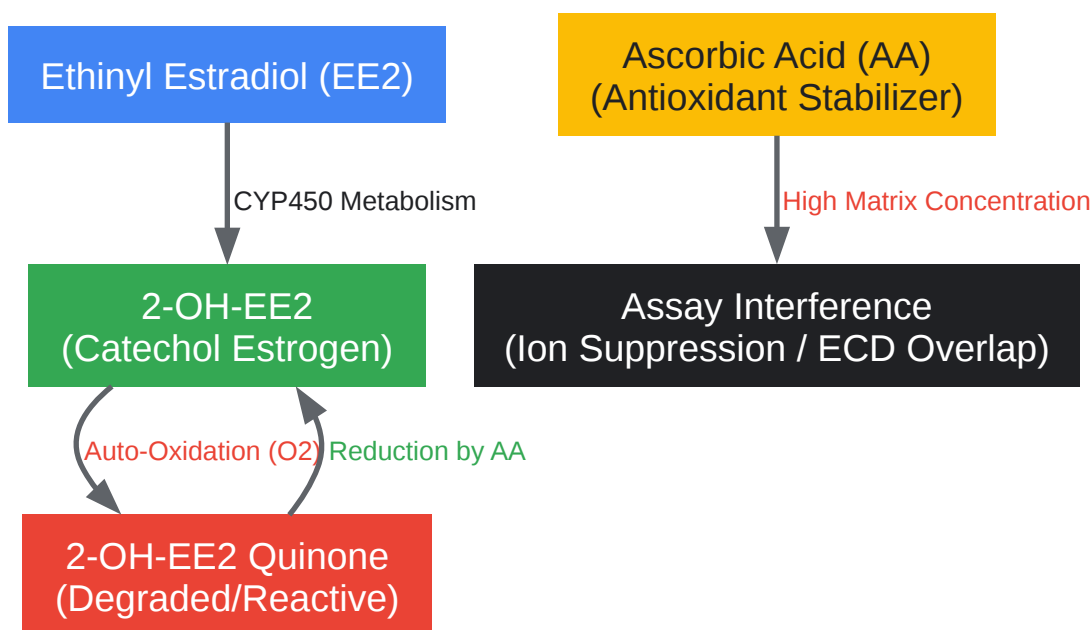 Ethinyl Estradiol (EE2)
Ascorbic Acid (AA)
(Antioxidant Stabilizer)
CYP450 Metabolism
High Matrix Concentration
2-OH-EE2
(Catechol Estrogen)
Assay Interference
(Ion Suppression / ECD Overlap)
Auto-Oxidation (O2)
Reduction by AA
2-OH-EE2 Quinone
(Degraded/Reactive)